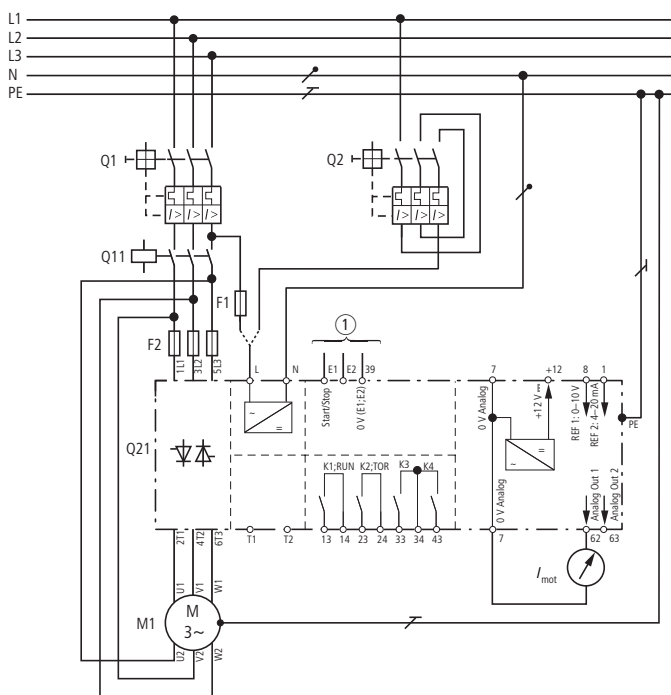 L1
L2
L3
N
PE
Q1
Q2
I> I> I>
I> I> I>
Q11
F1
F2
1L1
3L2
5L3
1
L
N
E1
E2
39
7
+12
8
1
Start/Stop
0 V (E1;E2)
0 V Analog
+12 V
REF 1: 0–10 V
REF 2: 4–20 mA
PE
~
=
~
=
Q21
K1;RUN
K2;TOR
K3
K4
0 V Analog
Analog Out 1
Analog Out 2
2T1
4T2
6T3
T1
T2
13
14
23
24
33
34
43
7
62
63
U1
V1
W1
Imot
M1
M
3~
U2
V2
W2